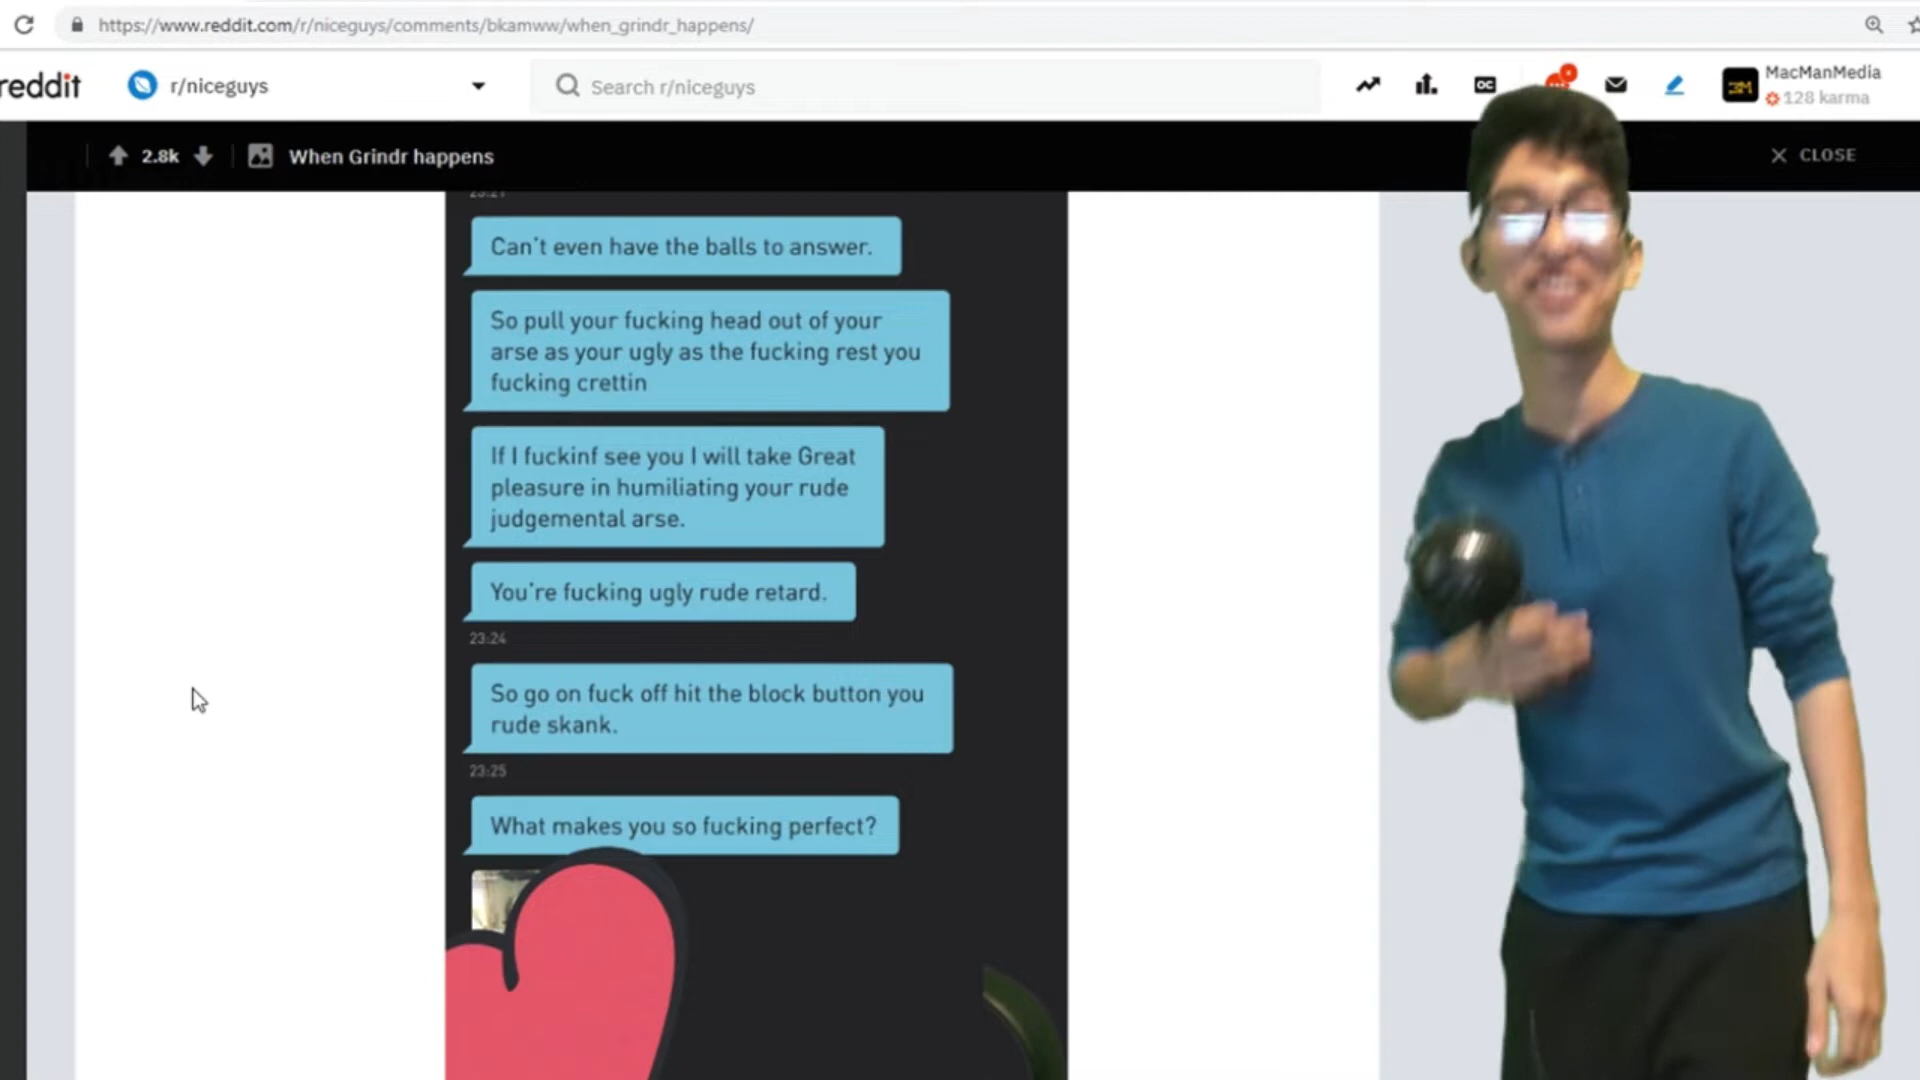 https://www.reddit.com/r/niceguys/comments/bkamww/when_grindr_happens/
reddit
r/niceguys
Search r/niceguys
OC
MacManMedia
128 karma
2.8k
When Grindr happens
CLOSE
Can't even have the balls to answer.
So pull your fucking head out of your
arse as your ugly as the fucking rest you
fucking crettin
If I fuckinf see you I will take Great
pleasure in humiliating your rude
judgemental arse.
You're fucking ugly rude retard.
23:24
So go on fuck off hit the block button you
rude skank.
23:25
What makes you so fucking perfect?